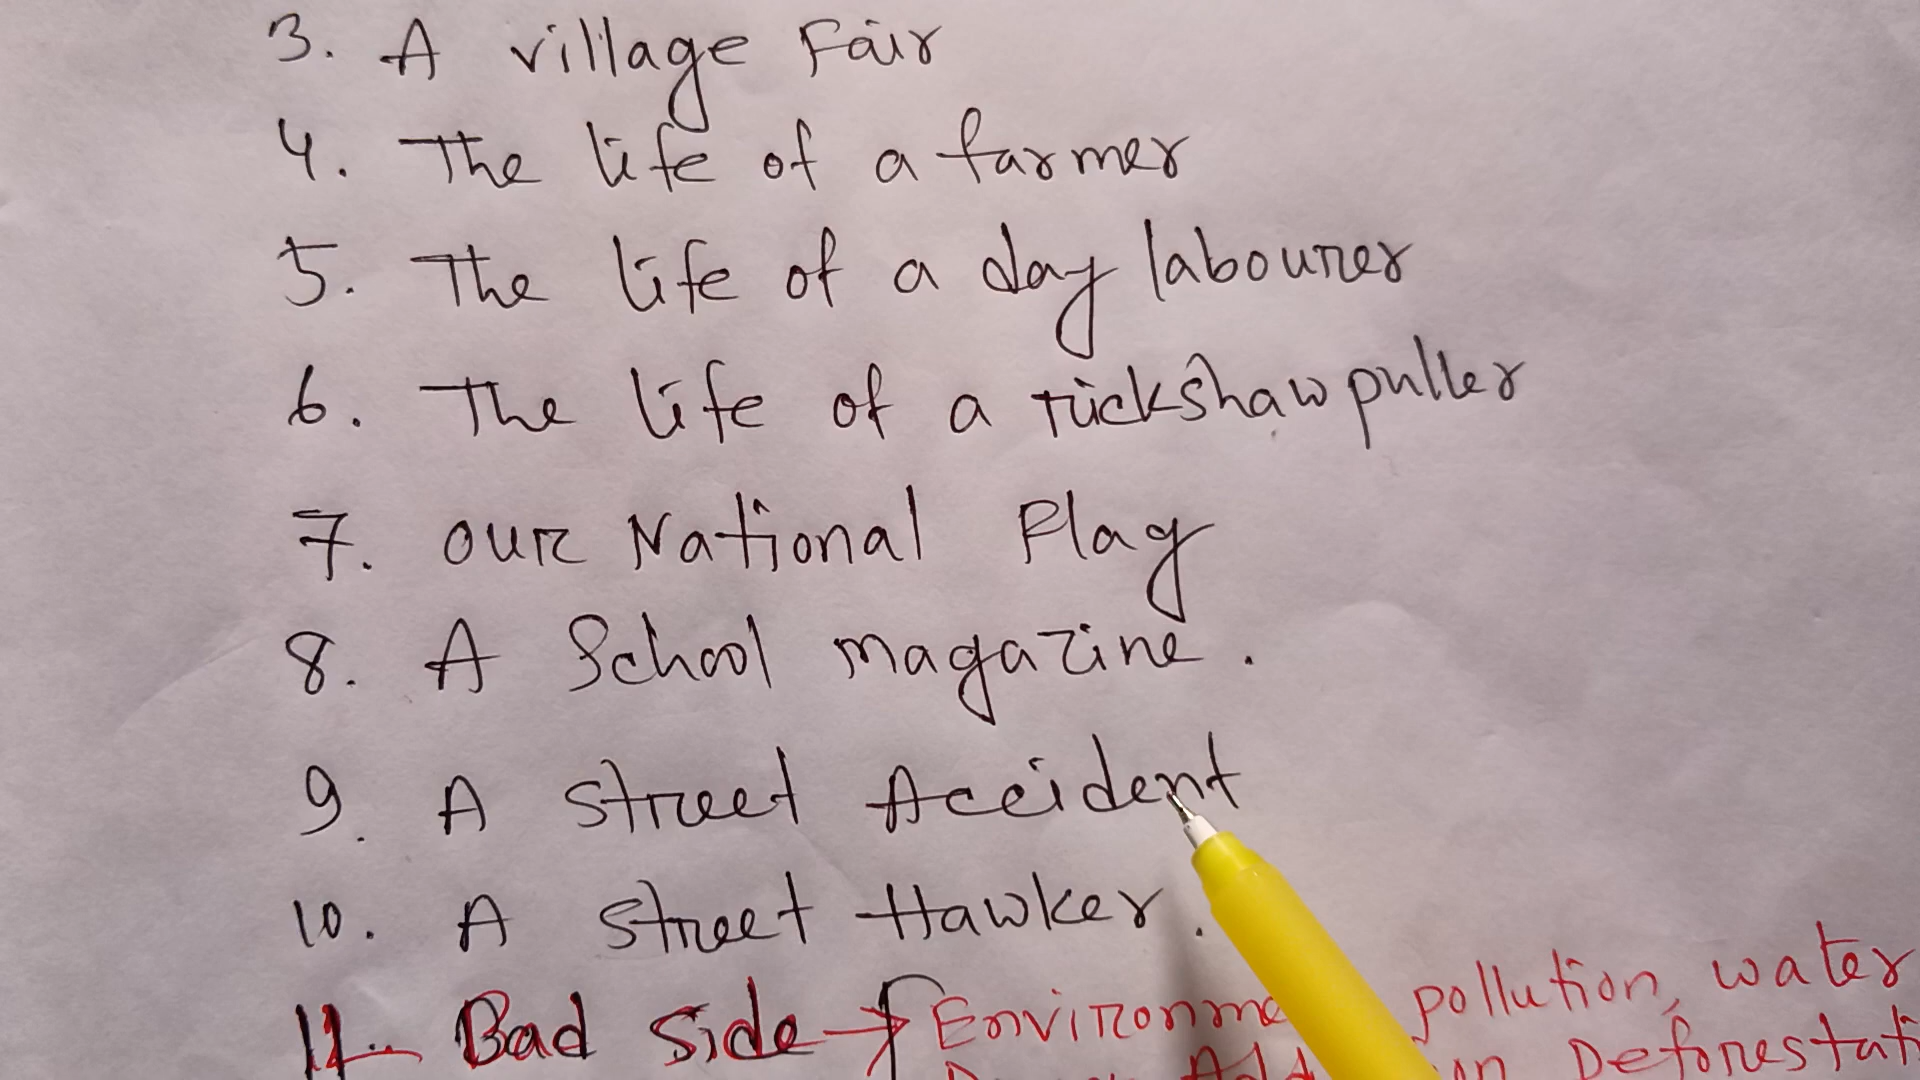 3. A village Fair
4. The life of a farmer
5. The life of a day labourer
6. The life of a rickshaw puller
7. Our National Flag
8. A School magazine.
9. A Street Accident
10. A Street Hawker.
11. Bad side → pollution, water